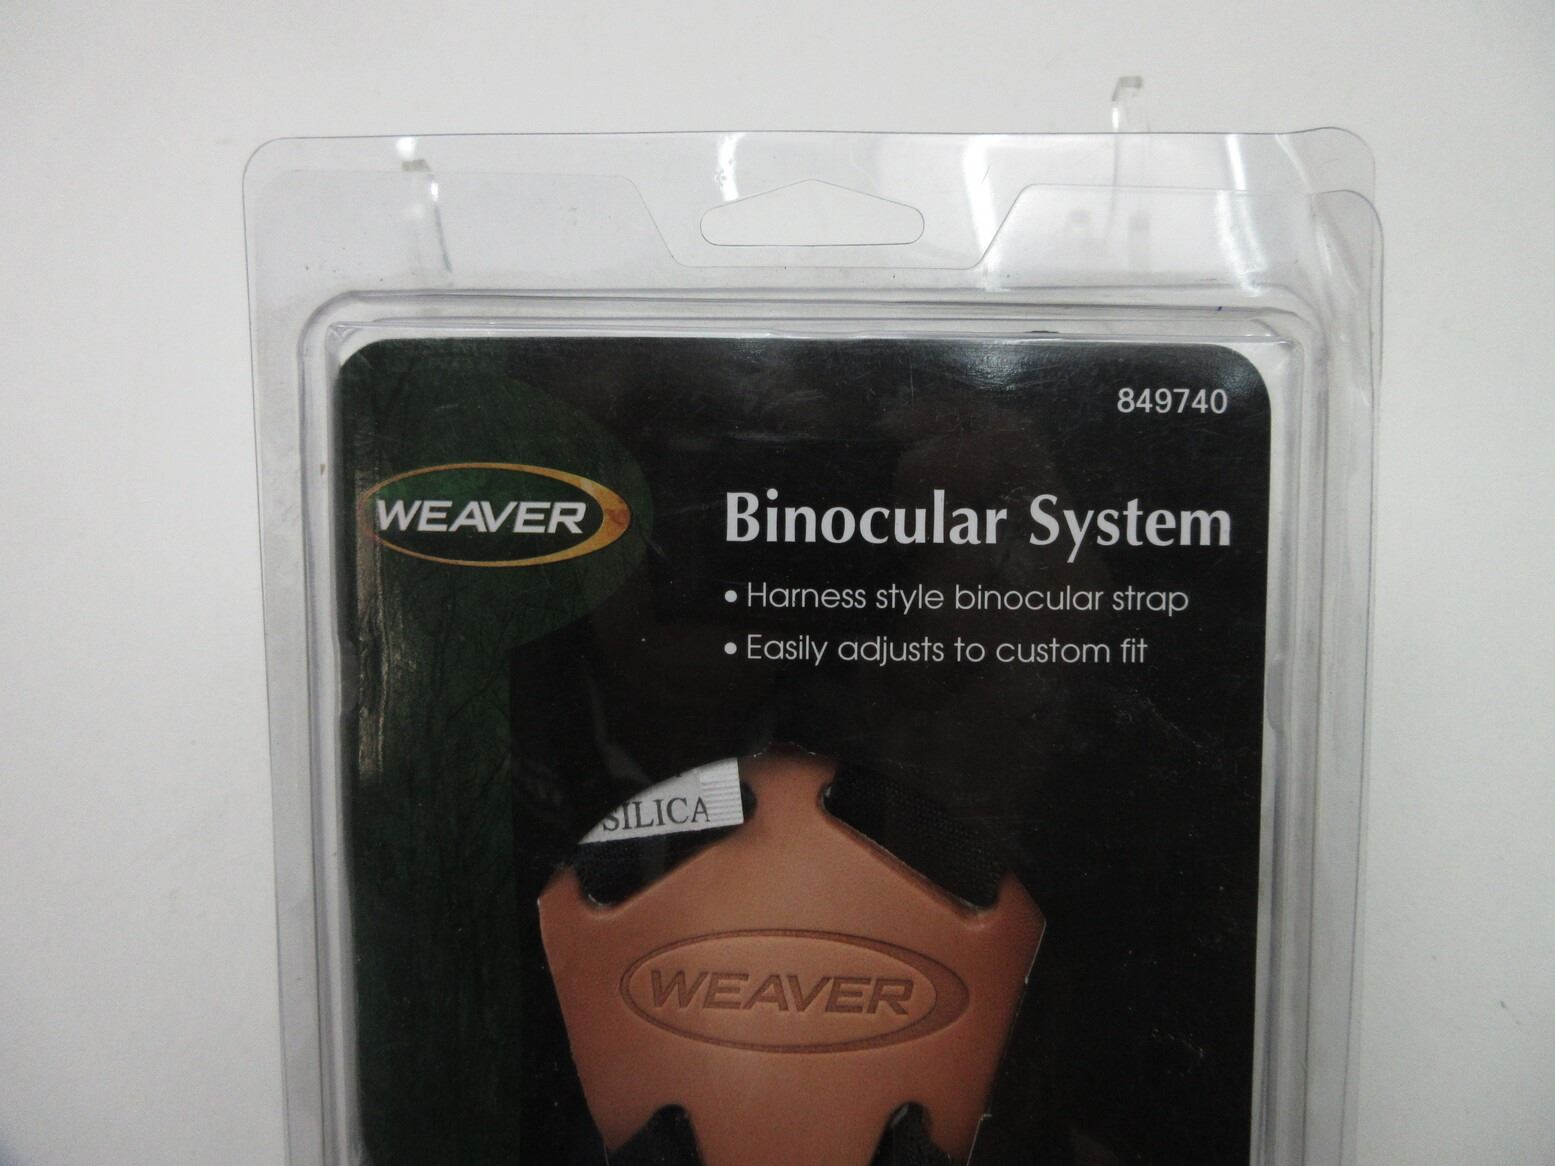 849740
WEAVER
Binocular System
• Harness style binocular strap
• Easily adjusts to custom fit
SILICA
WEAVER